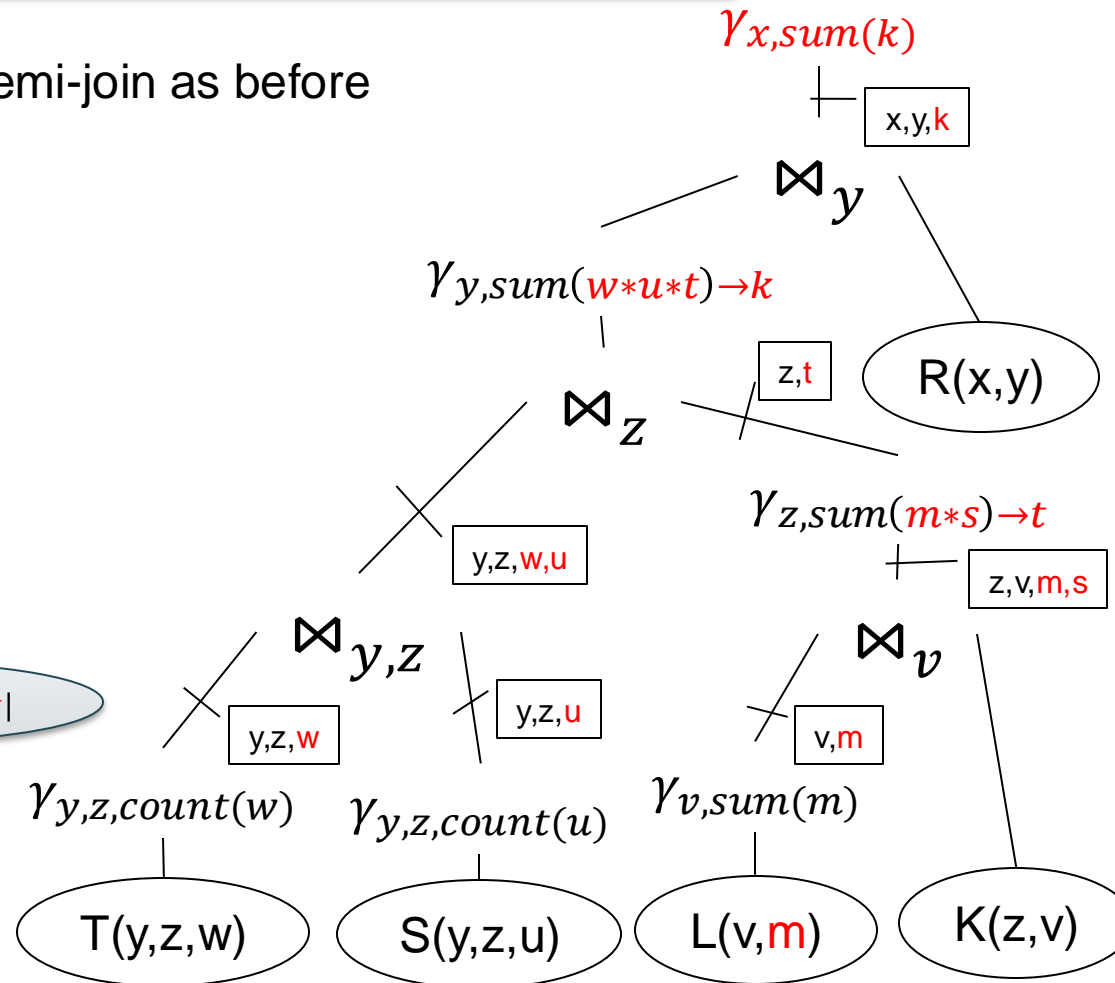 γx,sum(k)
emi-join as before
x,y,k
⋈y
γy,sum(w*u*t)→k
z,t
R(x,y)
⋈z
γz,sum(m*s)→t
y,z,w,u
z,v,m,s
⋈y,z
⋈v
|
y,z,w
y,z,u
v,m
γy,z,count(w)
γy,z,count(u)
γv,sum(m)
T(y,z,w)
S(y,z,u)
L(v,m)
K(z,v)